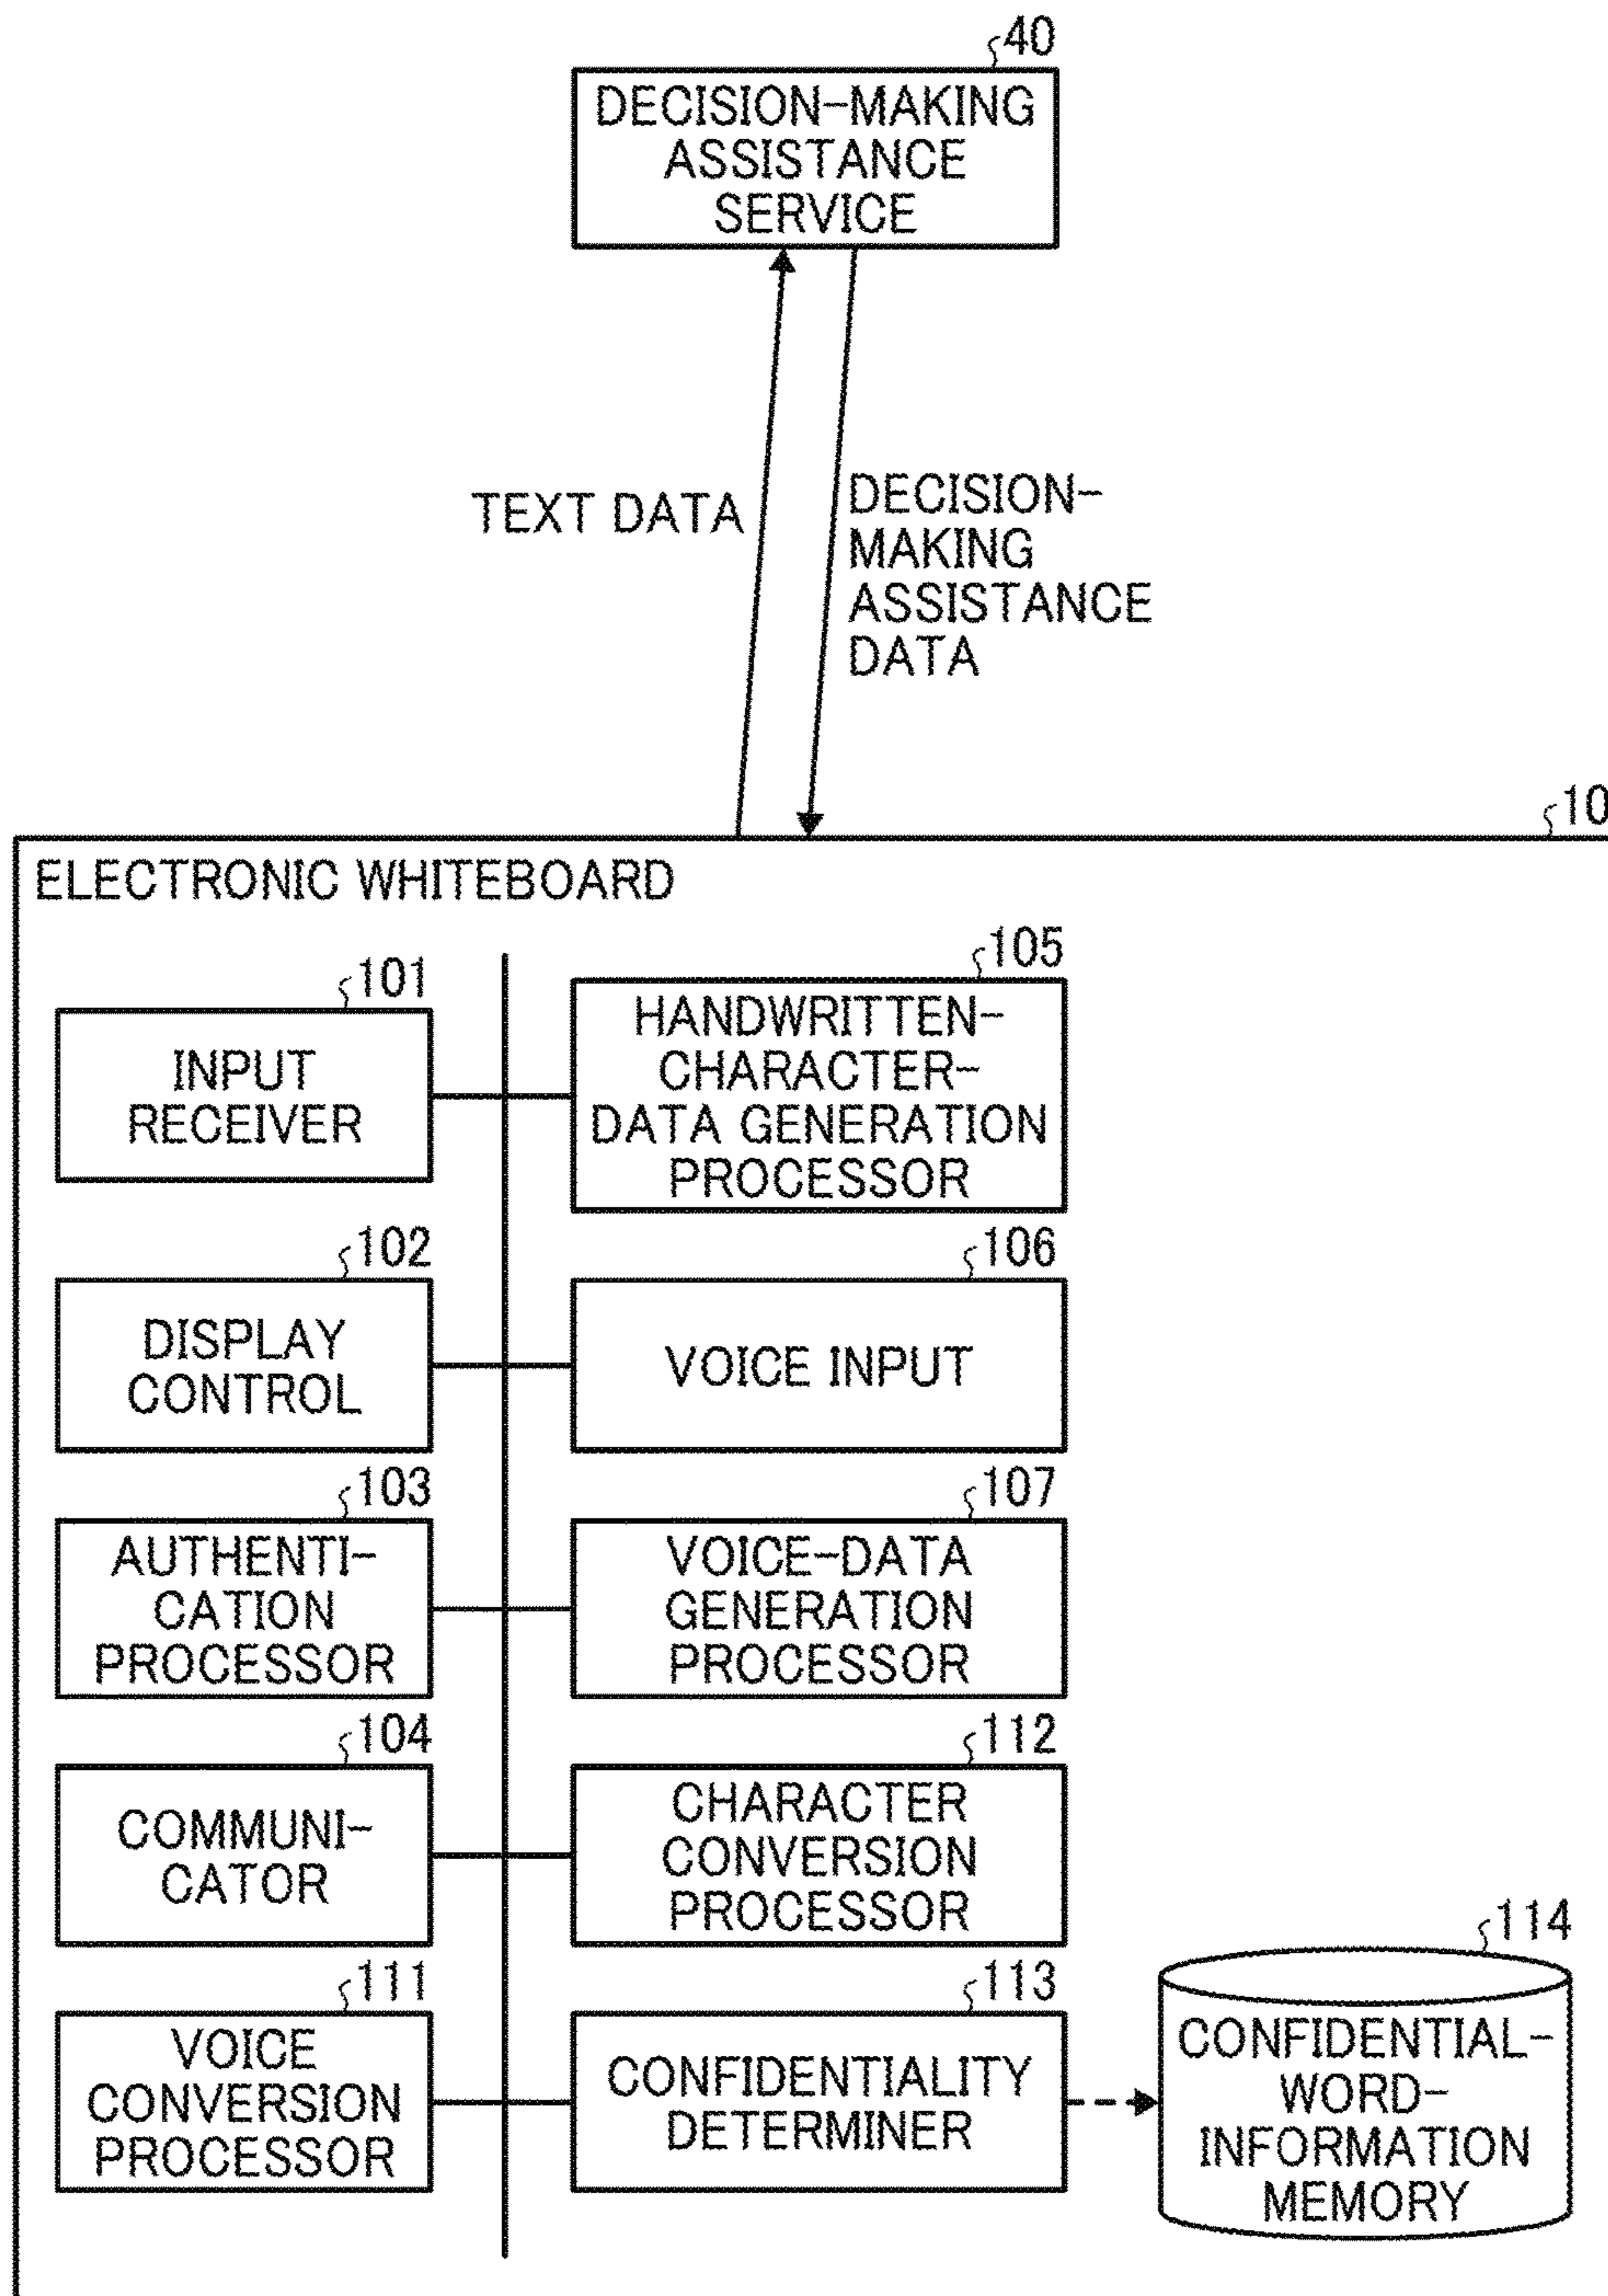 40
DECISION-MAKING
ASSISTANCE
SERVICE
TEXT DATA
DECISION-
MAKING
ASSISTANCE
DATA
10
ELECTRONIC WHITEBOARD
101
INPUT
RECEIVER
105
HANDWRITTEN-
CHARACTER-
DATA GENERATION
PROCESSOR
102
DISPLAY
CONTROL
106
VOICE INPUT
103
AUTHENTI-
CATION
PROCESSOR
107
VOICE-DATA
GENERATION
PROCESSOR
104
COMMUNI-
CATOR
112
CHARACTER
CONVERSION
PROCESSOR
111
VOICE
CONVERSION
PROCESSOR
113
CONFIDENTIALITY
DETERMINER
114
CONFIDENTIAL-
WORD-
INFORMATION
MEMORY